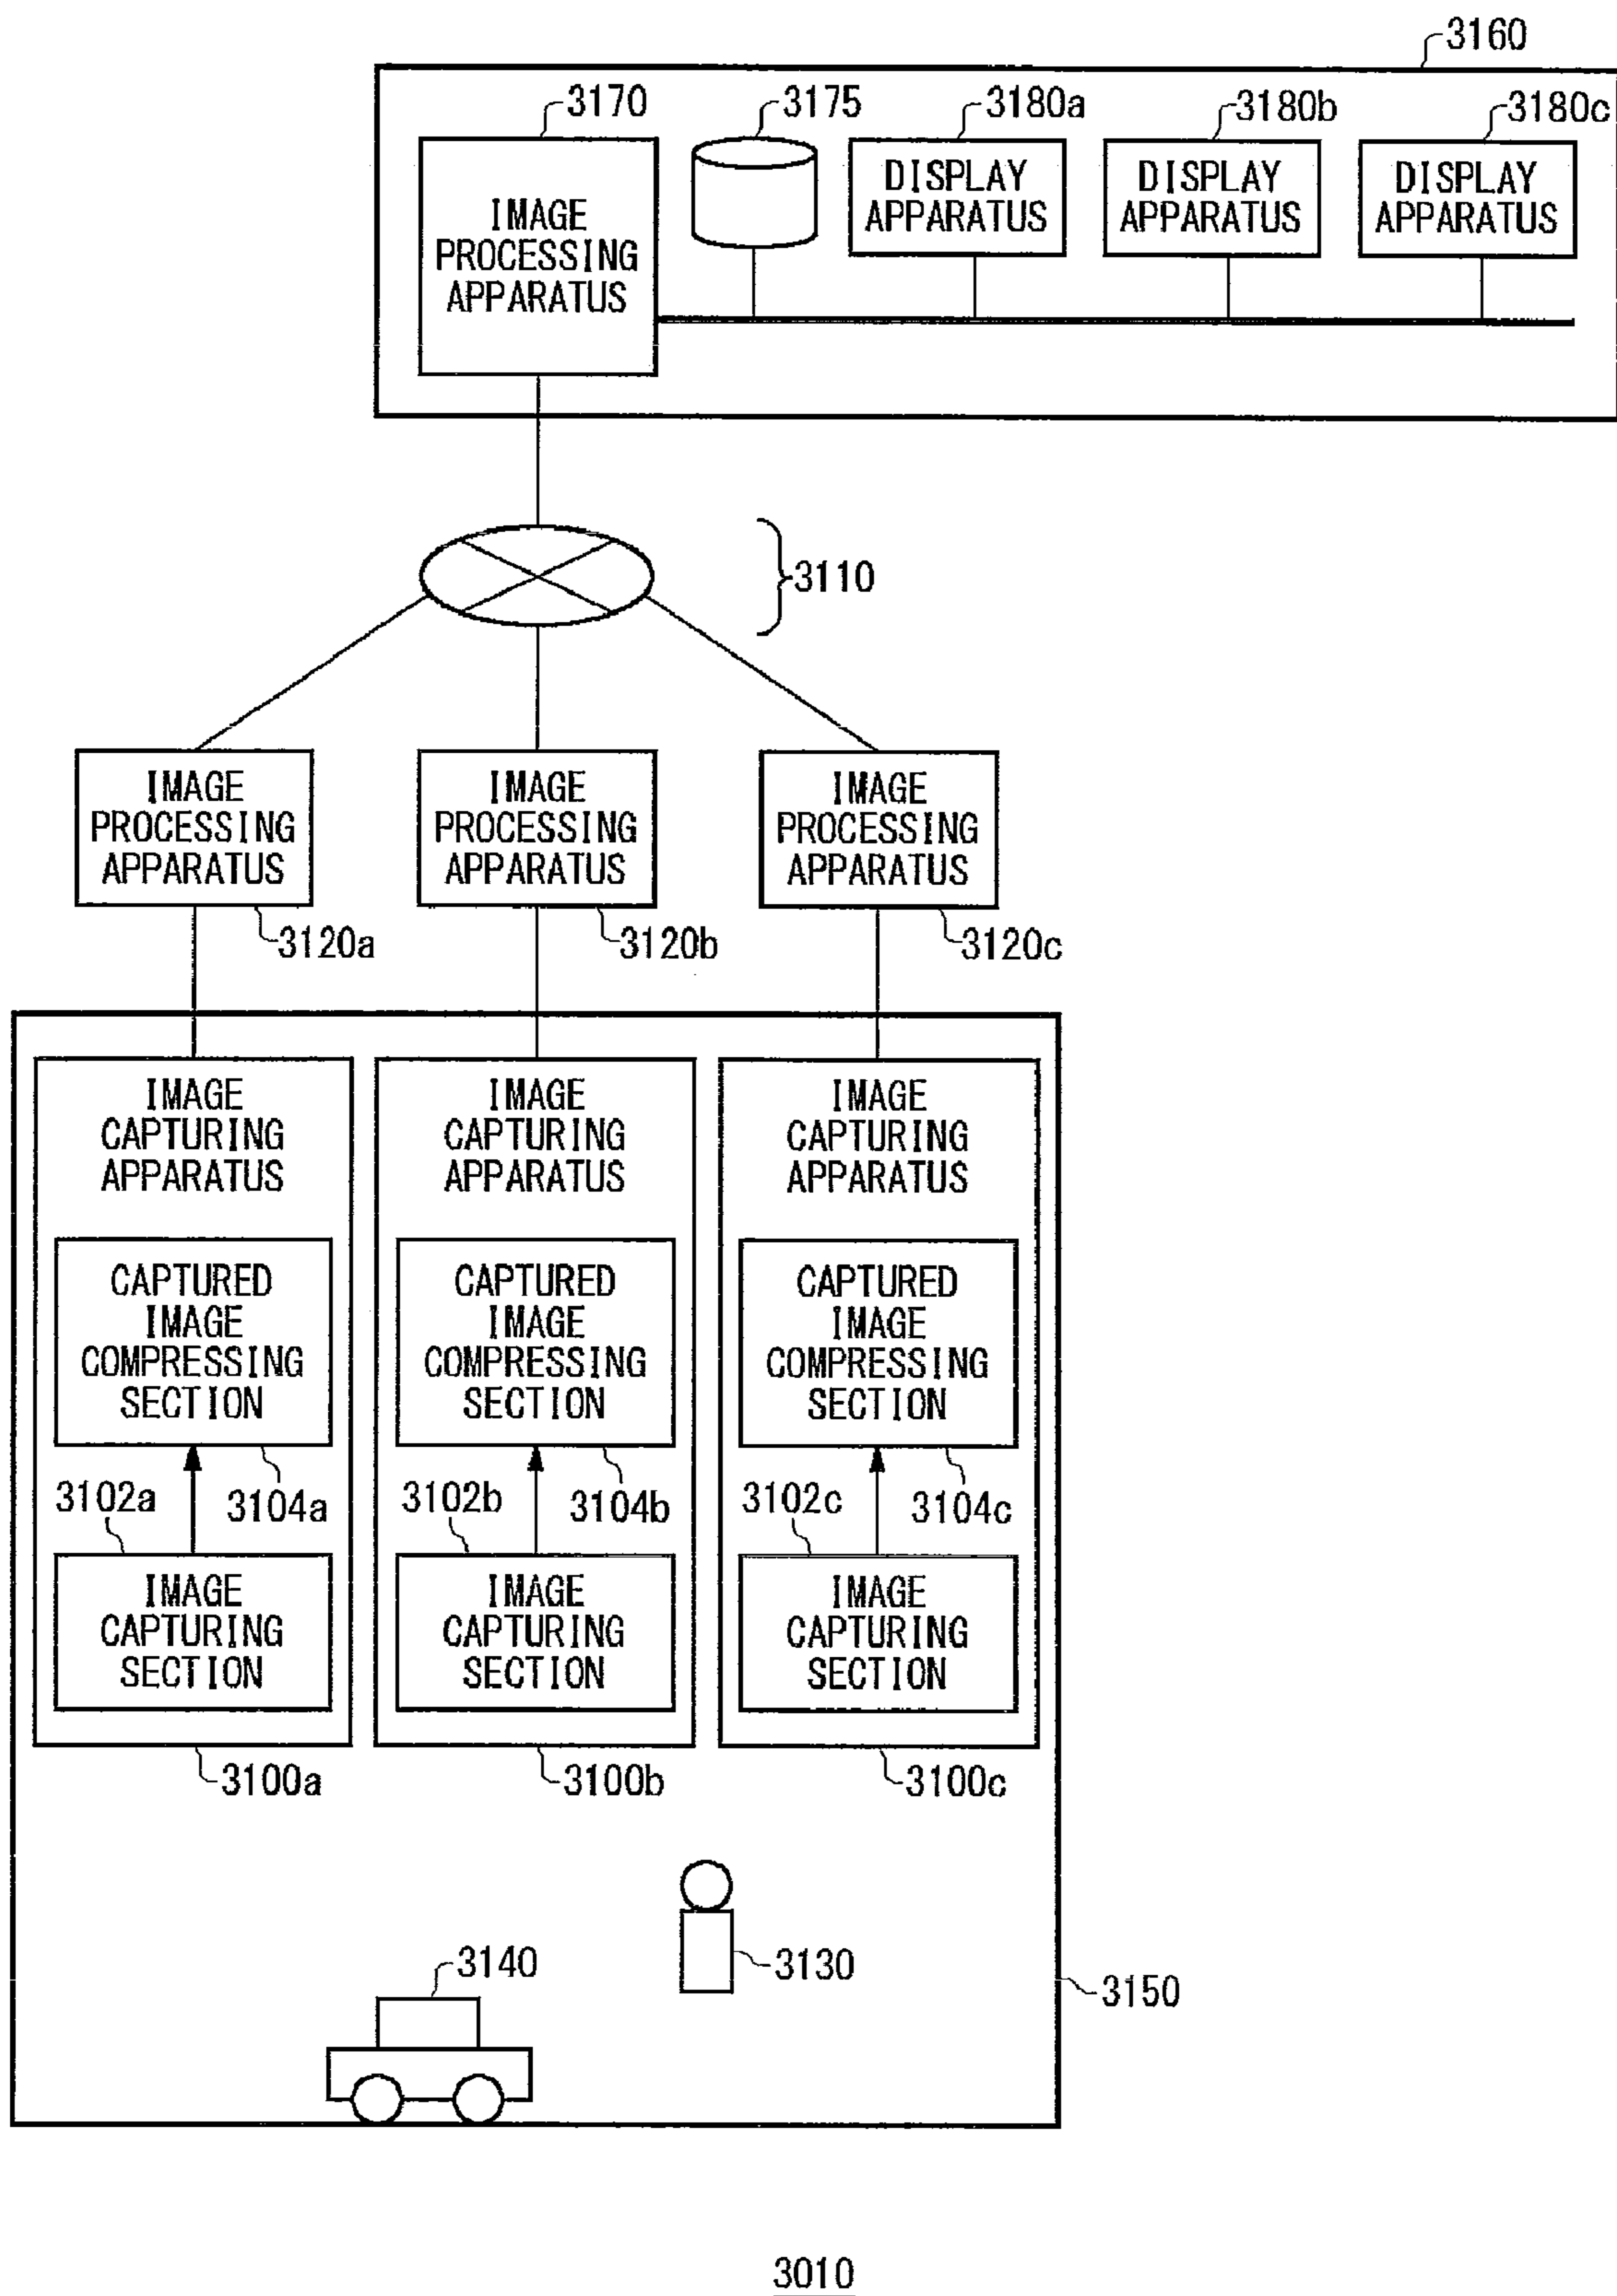 3160
3170
3175
3180a
3180b
3180c
IMAGE
PROCESSING
APPARATUS
DISPLAY
APPARATUS
DISPLAY
APPARATUS
DISPLAY
APPARATUS
3110
IMAGE
PROCESSING
APPARATUS
IMAGE
PROCESSING
APPARATUS
IMAGE
PROCESSING
APPARATUS
3120a
3120b
3120c
IMAGE
CAPTURING
APPARATUS
IMAGE
CAPTURING
APPARATUS
IMAGE
CAPTURING
APPARATUS
CAPTURED
IMAGE
COMPRESSING
SECTION
CAPTURED
IMAGE
COMPRESSING
SECTION
CAPTURED
IMAGE
COMPRESSING
SECTION
3102a
3104a
3102b
3104b
3102c
3104c
IMAGE
CAPTURING
SECTION
IMAGE
CAPTURING
SECTION
IMAGE
CAPTURING
SECTION
3100a
3100b
3100c
3130
3140
3150
3010